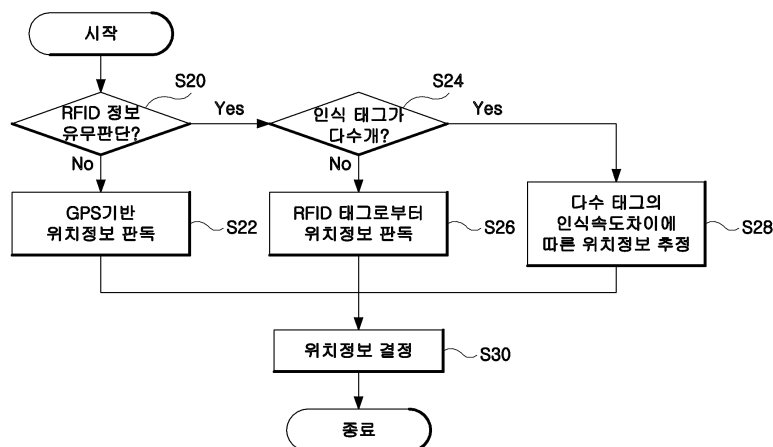 시작
S20
RFID 정보
유무판단?
Yes
No
S24
인식 태그가
다수개?
Yes
No
GPS기반
위치정보 판독
S22
RFID 태그로부터
위치정보 판독
S26
다수 태그의
인식속도차이에
따른 위치정보 추정
S28
위치정보 결정
S30
종료